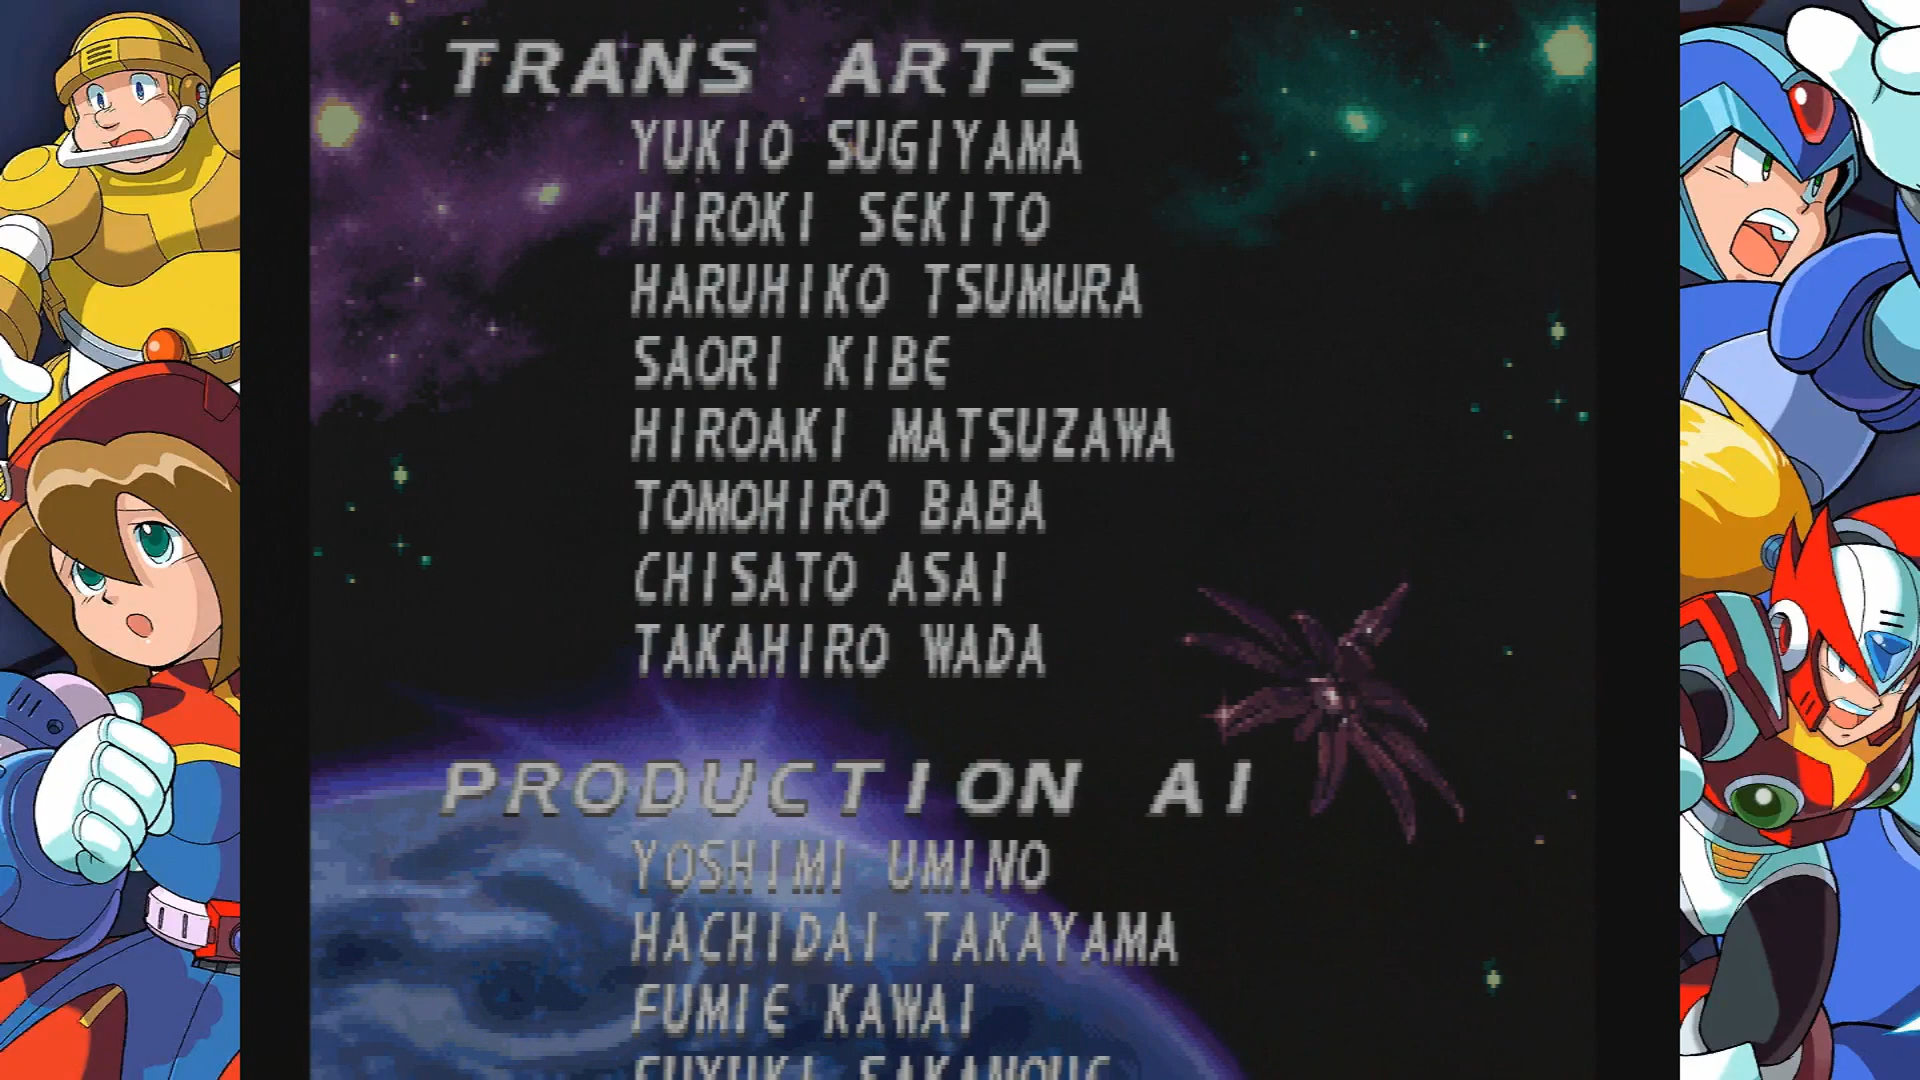 TRANS ARTS
YUKIO SUGIYAMA
HIROKI SEKITO
HARUHIKO TSUMURA
SAORI KIBE
HIROAKI MATSUZAWA
TOMOHIRO BABA
CHISATO ASAI
TAKAHIRO WADA
PRODUCTION AI
YOSHIMI UMINO
HACHIDAI TAKAYAMA
FUMIE KAWAI